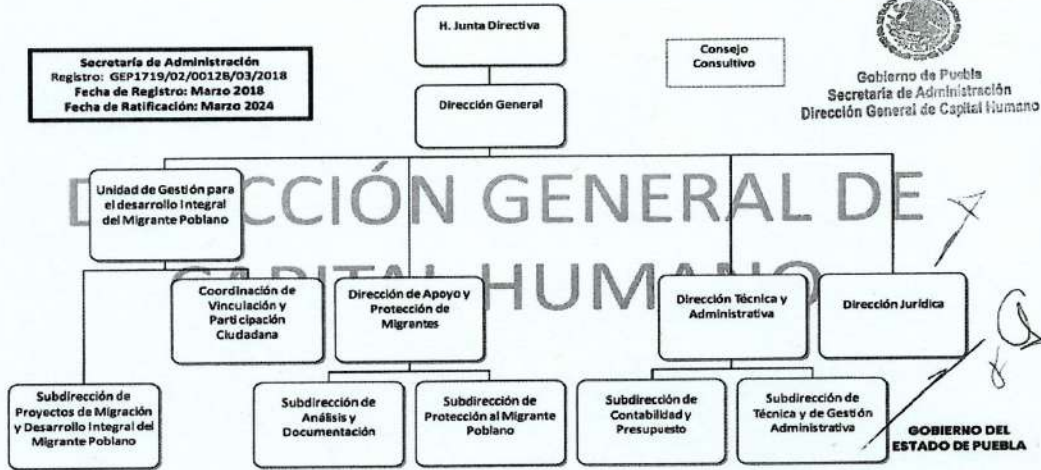 H. Junta Directiva
Secretaría de Administración
Registro: GEP1719/02/0012B/03/2018
Fecha de Registro: Marzo 2018
Fecha de Ratificación: Marzo 2024
Consejo
Consultivo
Gobierno de Puebla
Secretaría de Administración
Dirección General de Capital Humano
Dirección General
Unidad de Gestión para
el desarrollo Integral
del Migrante Poblano
GENERAL DE
Coordinación de
Vinculación y
Participación
Ciudadana
Dirección de Apoyo y
Protección de
Migrantes
Dirección Técnica y
Administrativa
Dirección Jurídica
Subdirección de
Proyectos de Migración
y Desarrollo Integral del
Migrante Poblano
Subdirección de
Análisis y
Documentación
Subdirección de
Protección al Migrante
Poblano
Subdirección de
Contabilidad y
Presupuesto
Subdirección de
Técnica y de Gestión
Administrativa
GOBIERNO DEL
ESTADO DE PUEBLA